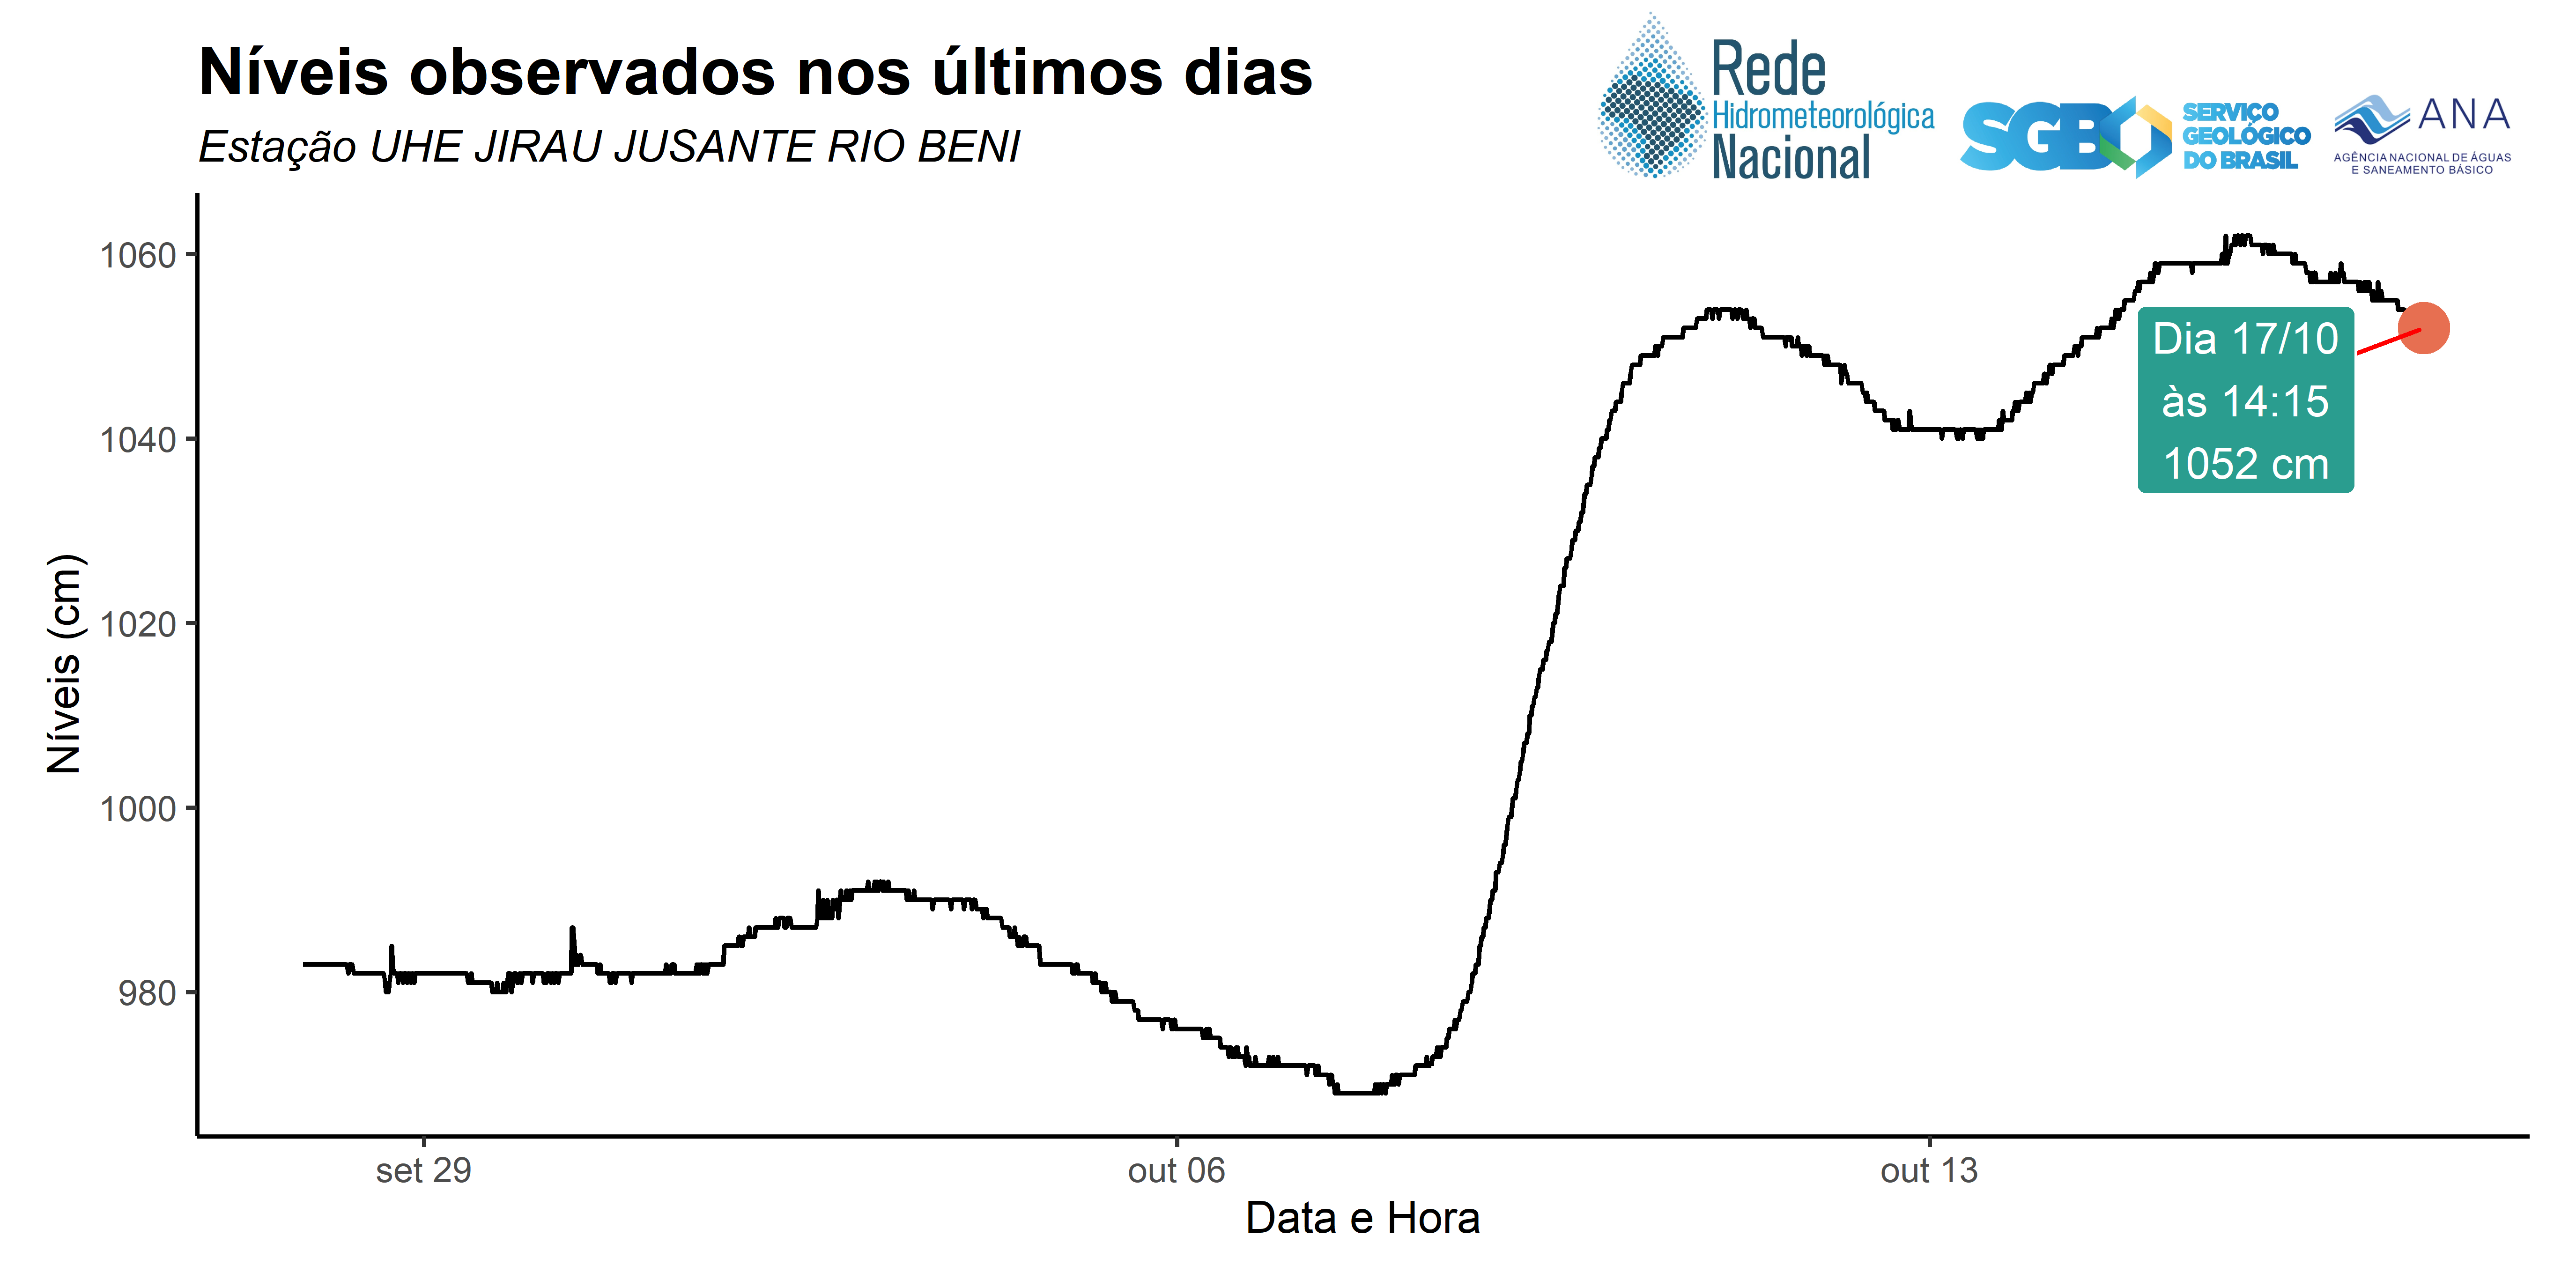 Níveis observados nos últimos dias
Estação UHE JIRAU JUSANTE RIO BENI
Rede
Hidrometeorológica
Nacional
SGB
SERVIÇO
GEOLÓGICO
DO BRASIL
ANA
AGÊNCIA NACIONAL DE ÁGUAS
E SANEAMENTO BÁSICO
Níveis (cm)
1060
1040
1020
1000
980
Dia 17/10
às 14:15
1052 cm
set 29
out 06
out 13
Data e Hora